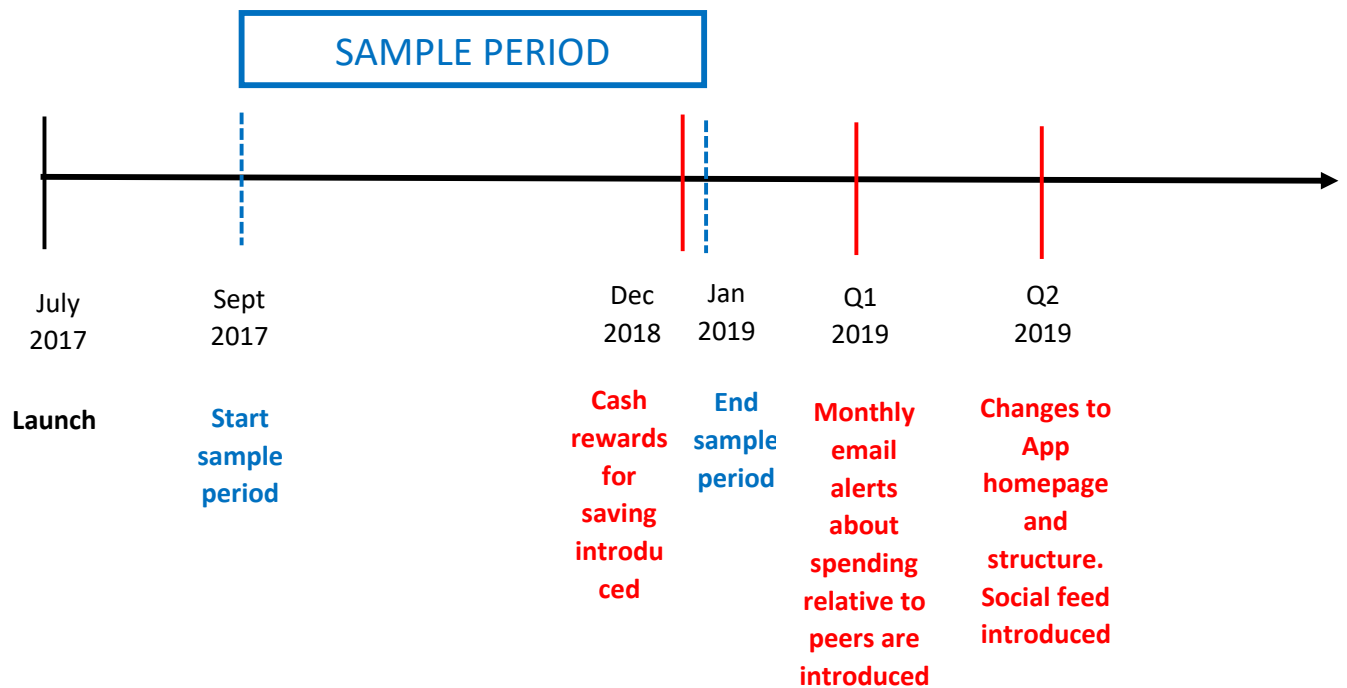 SAMPLE PERIOD
July
2017
Sept
2017
Dec
2018
Jan
2019
Q1
2019
Q2
2019
Launch
Start
sample
period
Cash
rewards
for
saving
introdu
ced
End
sample
period
Monthly
email
alerts
about
spending
relative to
peers are
introduced
Changes to
App
homepage
and
structure.
Social feed
introduced